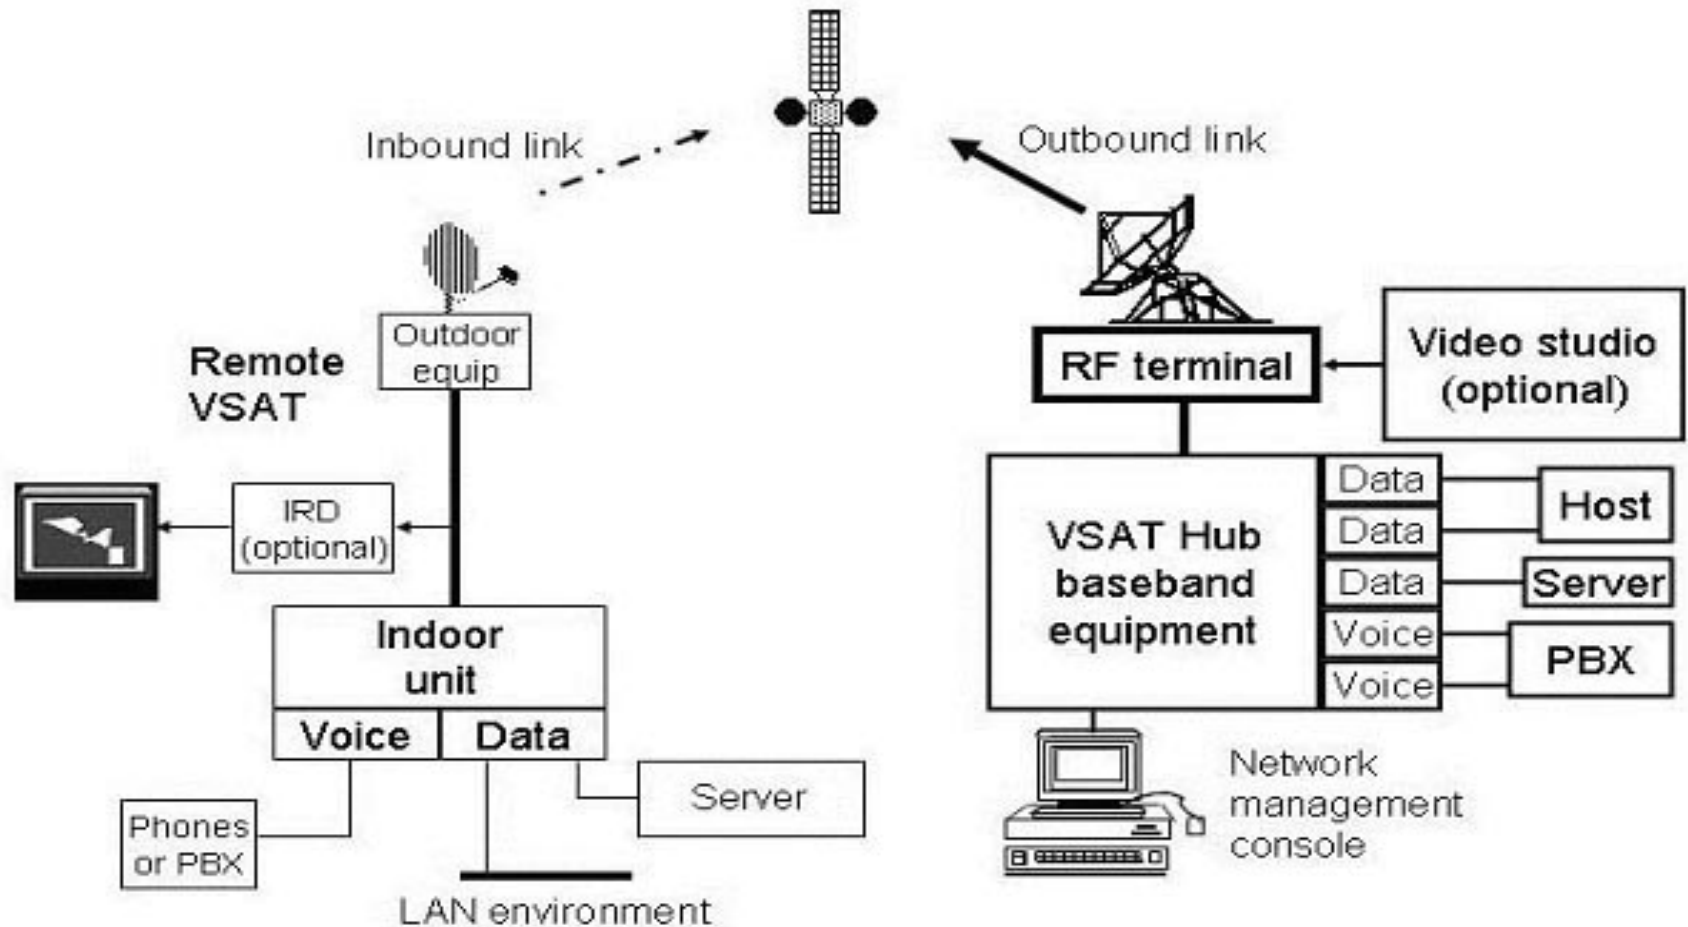 Inbound link
Outbound link
Outdoor
equip
Remote
VSAT
IRD
(optional)
Indoor
unit
Voice
Data
Phones
or PBX
Server
LAN environment
RF terminal
Video studio
(optional)
VSAT Hub
baseband
equipment
Data
Data
Data
Voice
Voice
Host
Server
PBX
Network
management
console